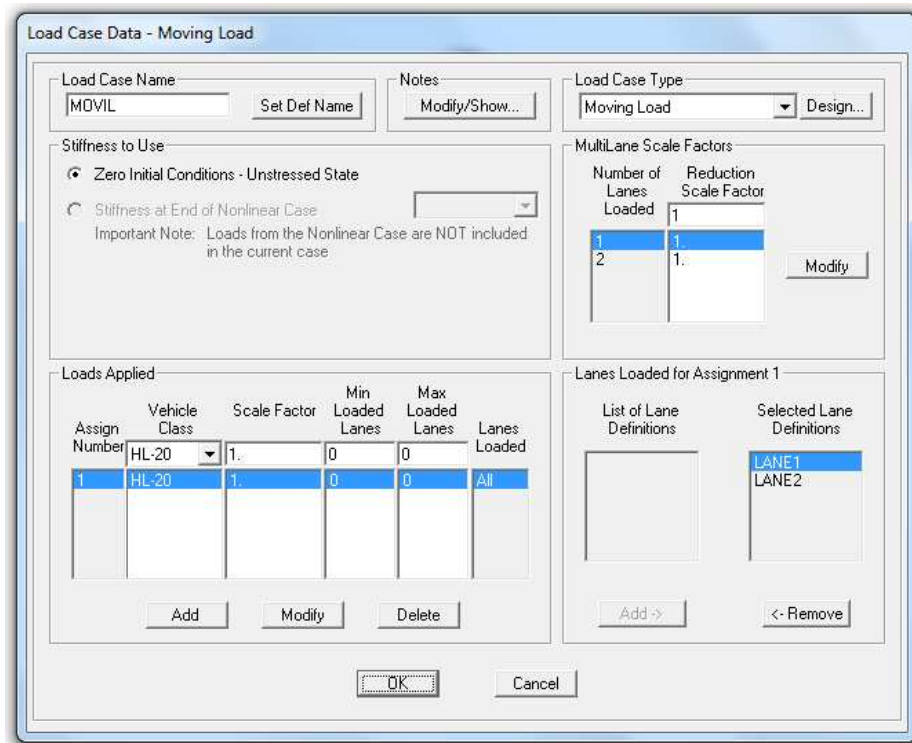 Load Case Data - Moving Load
Load Case Name
MOVIL
Set Def Name
Notes
Modify/Show...
Load Case Type
Moving Load
Design...
Stiffness to Use
Zero Initial Conditions - Unstressed State
Stiffness at End of Nonlinear Case
Important Note: Loads from the Nonlinear Case are NOT included
in the current case
MultiLane Scale Factors
Number of
Lanes
Loaded
Reduction
Scale Factor
1
1 1.
2 1.
Modify
Loads Applied
Assign
Number
Vehicle
Class
Scale Factor
Min
Loaded
Lanes
Max
Loaded
Lanes
Lanes
Loaded
HL-20 1. 0 0
1 HL-20 1. 0 0 All
Add
Modify
Delete
Lanes Loaded for Assignment 1
List of Lane
Definitions
Selected Lane
Definitions
LANE1
LANE2
Add ->
<- Remove
OK
Cancel